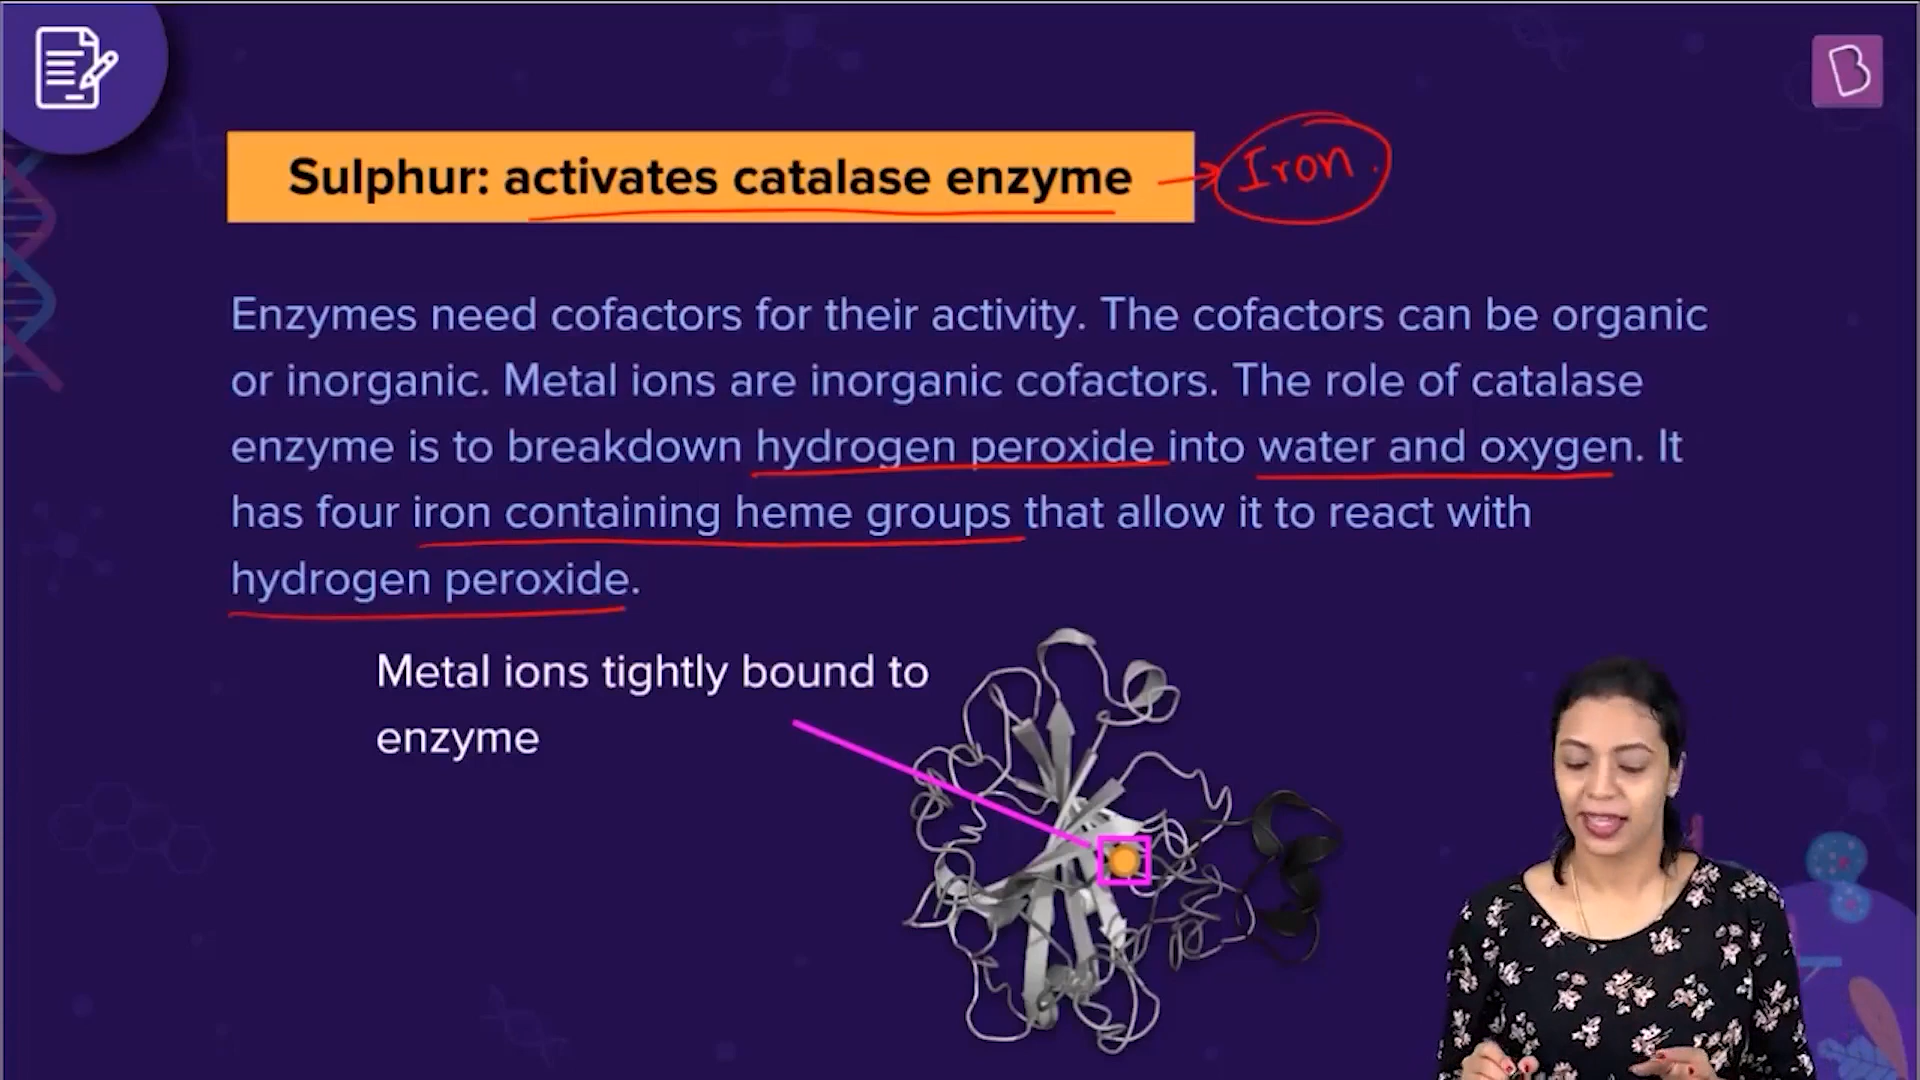 Sulphur: activates catalase enzyme
Iron.
Enzymes need cofactors for their activity. The cofactors can be organic
or inorganic. Metal ions are inorganic cofactors. The role of catalase
enzyme is to breakdown hydrogen peroxide into water and oxygen. It
has four iron containing heme groups that allow it to react with
hydrogen peroxide.
Metal ions tightly bound to
enzyme
B